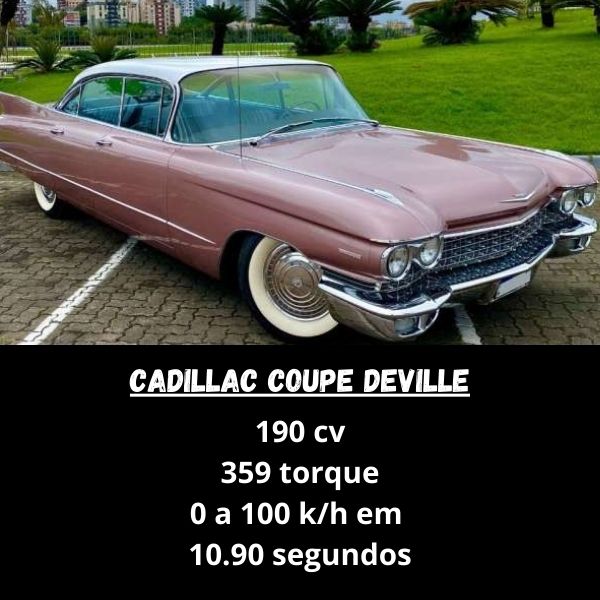 CADILLAC COUPE DEVILLE
190 cv
359 torque
0 a 100 k/h em
10.90 segundos